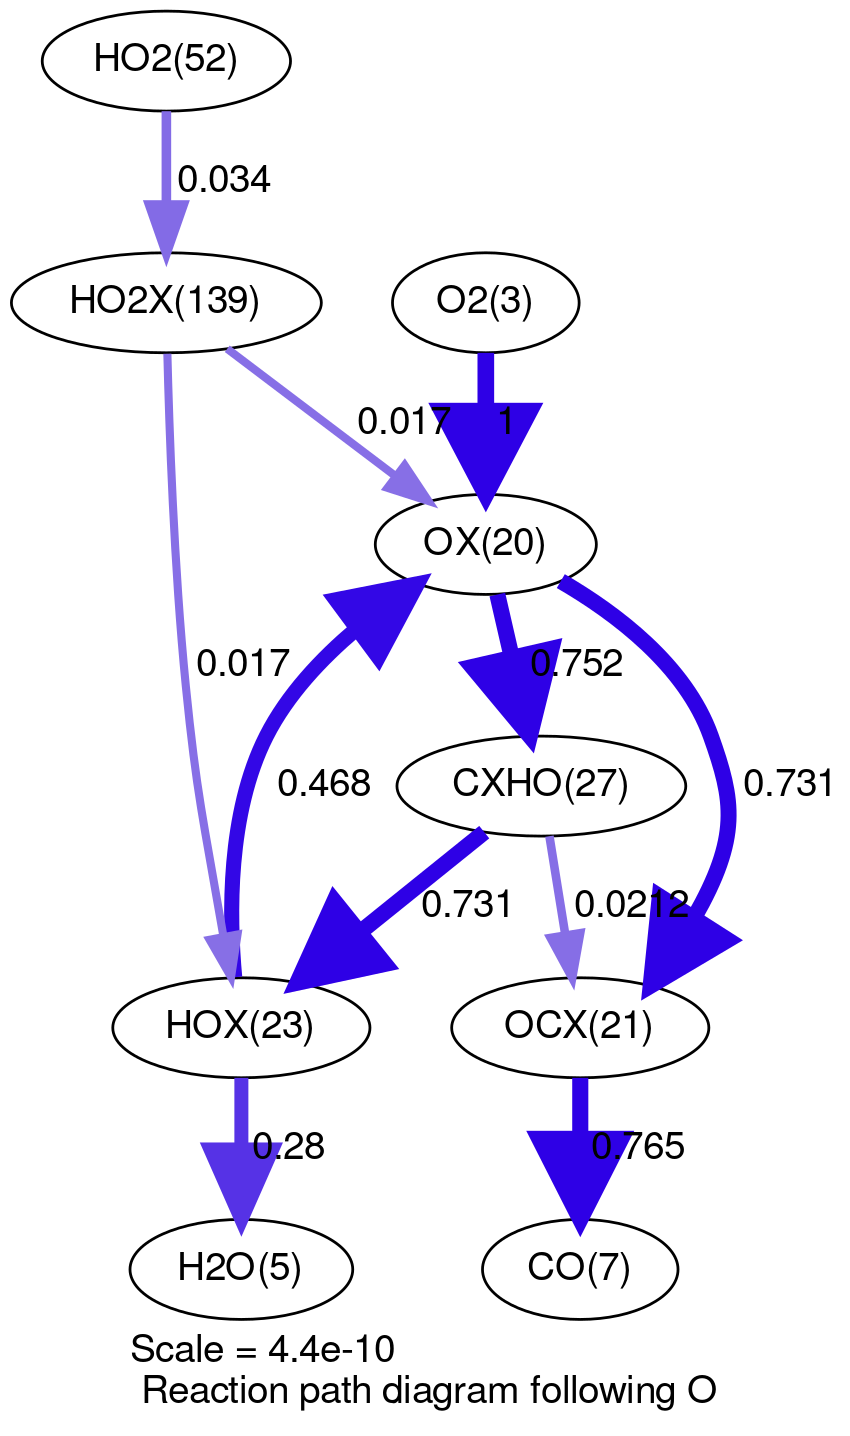 HO2(52)
0.034
HO2X(139)
O2(3)
0.017
1
OX(20)
0.017
0.752
0.468
CXHO(27)
0.731
0.731
0.0212
HOX(23)
OCX(21)
0.28
0.765
H2O(5)
CO(7)
Scale = 4.4e-10
Reaction path diagram following O